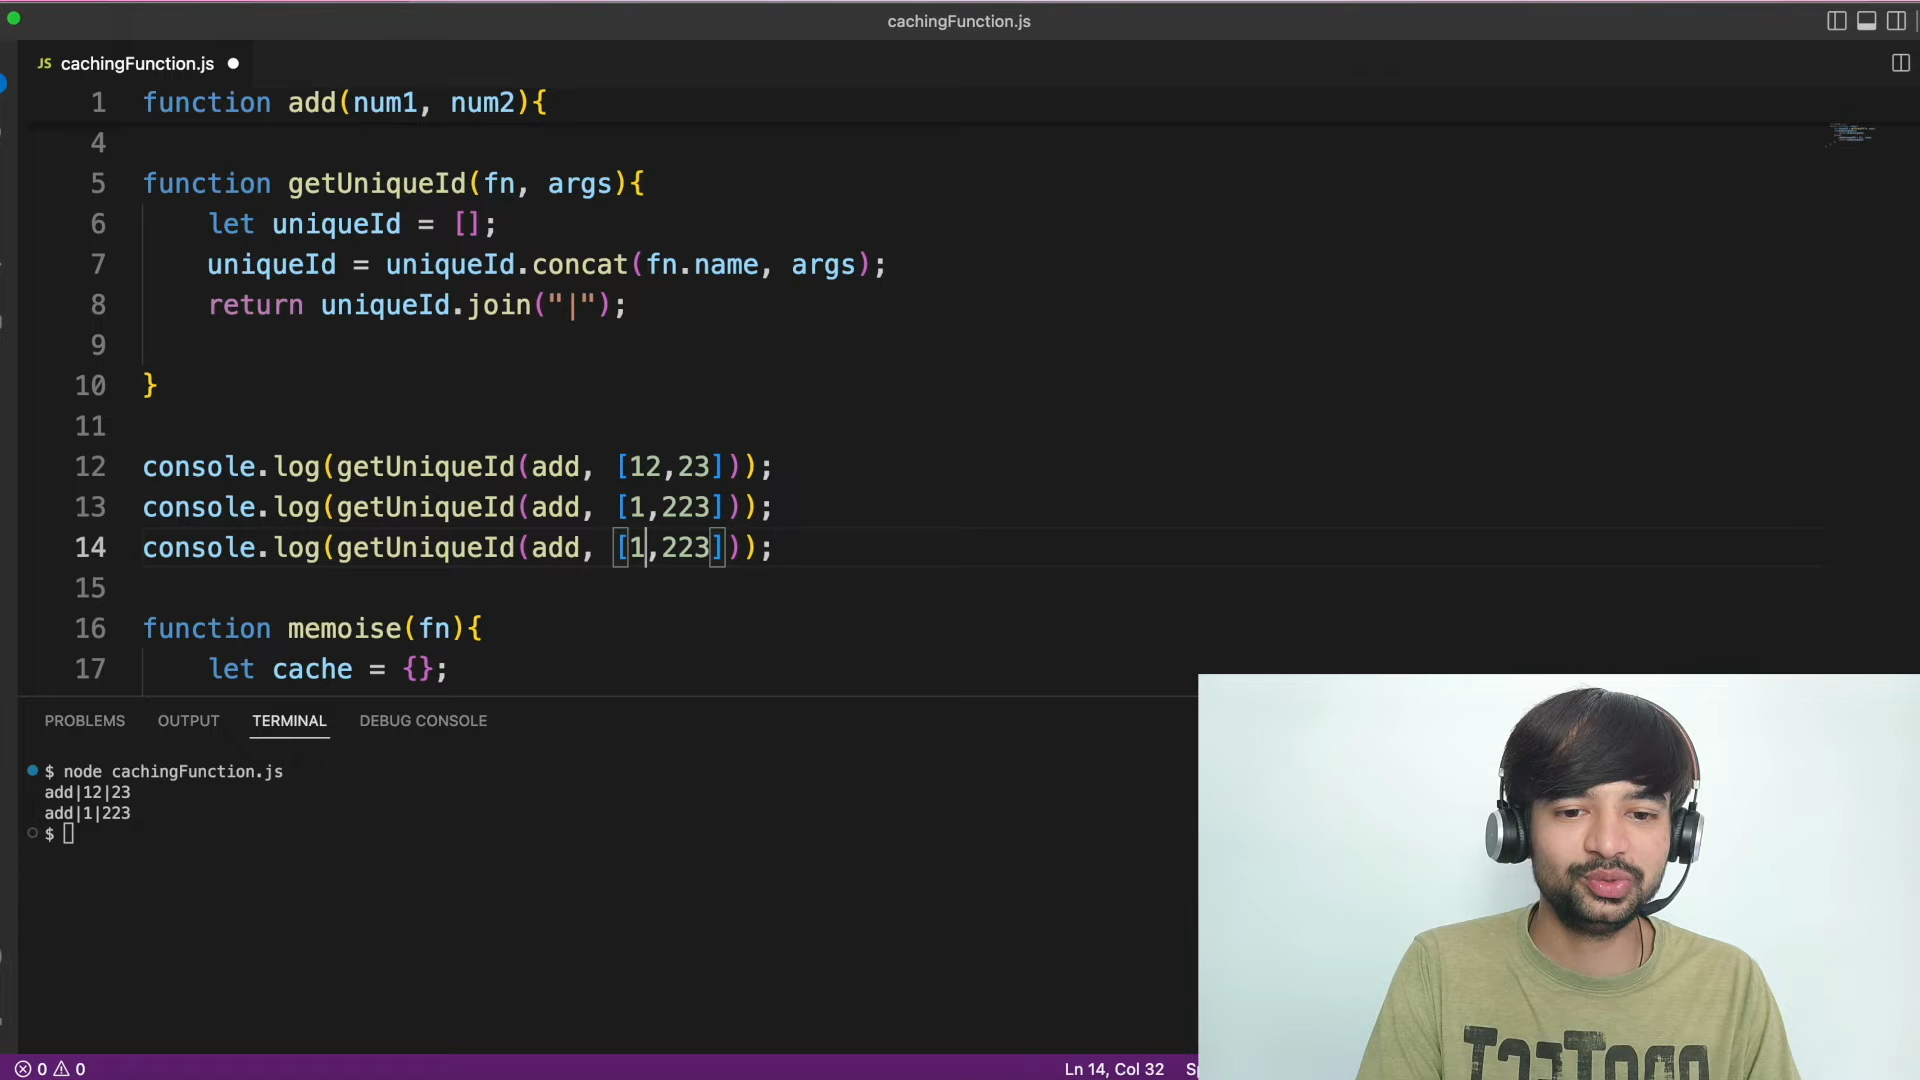 cachingFunction.js
JS cachingFunction.js
1 function add(num1, num2){
4
5 function getUniqueId(fn, args){
6 let uniqueId = [];
7 uniqueId = uniqueId.concat(fn.name, args);
8 return uniqueId.join("|");
9
10 }
11
12 console.log(getUniqueId(add, [12,23]));
13 console.log(getUniqueId(add, [1,223]));
14 console.log(getUniqueId(add, [1,223]));
15
16 function memoise(fn){
17 let cache = {};
PROBLEMS OUTPUT TERMINAL DEBUG CONSOLE
$ node cachingFunction.js
add|12|23
add|1|223
$
0 0 Ln 14, Col 32 Sp